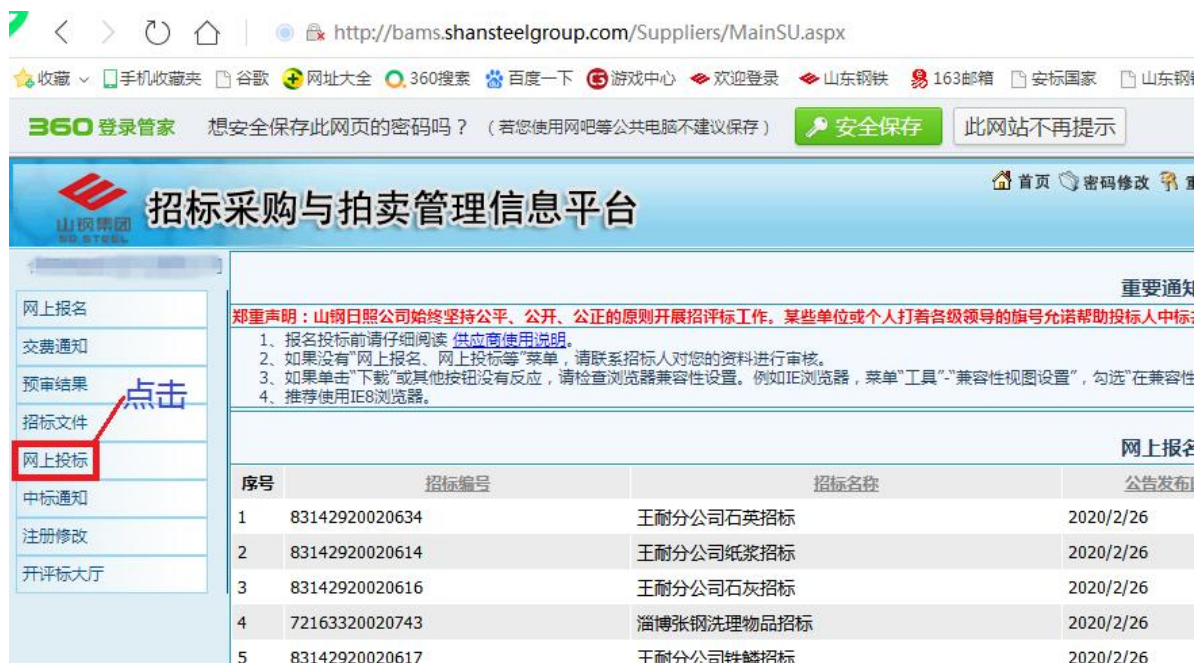 http://bams.shansteelgroup.com/Suppliers/MainSU.aspx
收藏 手机收藏夹 谷歌 网址大全 360搜索 百度一下 游戏中心 欢迎登录 山东钢铁 163邮箱 安标国家 山东钢
360 登录管家 想安全保存此网页的密码吗？（若您使用网吧等公共电脑不建议保存） 安全保存 此网站不再提示
首页 密码修改
山钢集团 招标采购与拍卖管理信息平台
SD STEEL
重要通知
网上报名
郑重声明：山钢日照公司始终坚持公平、公开、公正的原则开展招评标工作。某些单位或个人打着各级领导的旗号允诺帮助投标人中标
1、报名投标前请仔细阅读 供应商使用说明。
交费通知
2、如果没有"网上报名、网上投标等"菜单，请联系招标人对您的资料进行审核。
3、如果单击"下载"或其他按钮没有反应，请检查浏览器兼容性设置。例如IE浏览器，菜单"工具"-"兼容性视图设置"，勾选"在兼容性
预审结果
点击
4、推荐使用IE8浏览器。
招标文件
网上报名
网上投标
序号 招标编号 招标名称 公告发布
中标通知
1 83142920020634 王耐分公司石英招标 2020/2/26
注册修改
2 83142920020614 王耐分公司纸浆招标 2020/2/26
开评标大厅
3 83142920020616 王耐分公司石灰招标 2020/2/26
4 72163320020743 淄博张钢洗理物品招标 2020/2/26
5 83142920020617 王耐分公司铁鳞招标 2020/2/26